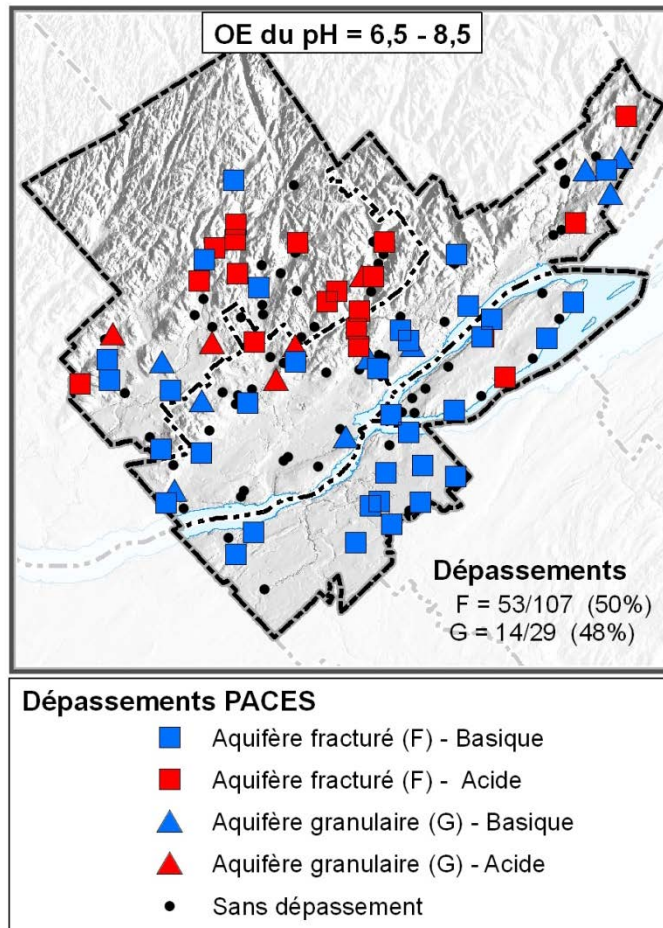 OE du pH = 6,5 - 8,5
Dépassements
F = 53/107 (50%)
G = 14/29 (48%)
Dépassements PACES
Aquifère fracturé (F) - Basique
Aquifère fracturé (F) - Acide
Aquifère granulaire (G) - Basique
Aquifère granulaire (G) - Acide
Sans dépassement